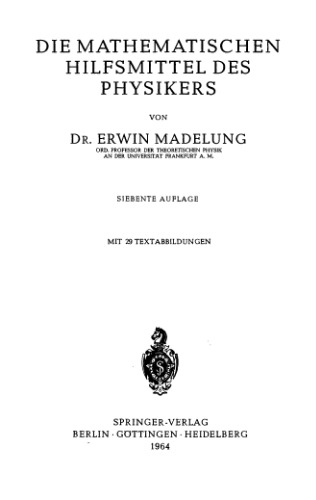 DIE MATHEMATISCHEN
HILFSMITTEL DES
PHYSIKERS
VON
DR. ERWIN MADELUNG
ORD. PROFESSOR DER THEORETISCHEN PHYSIK
AN DER UNIVERSITÄT FRANKFURT A. M.
SIEBENTE AUFLAGE
MIT 29 TEXTABBILDUNGEN
SPRINGER-VERLAG
BERLIN · GÖTTINGEN · HEIDELBERG
1964